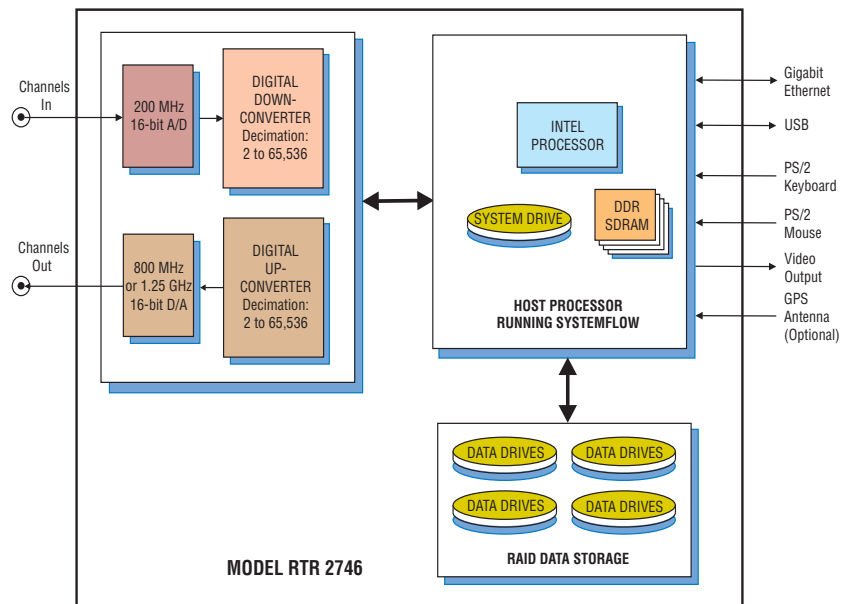 Channels
In
200 MHz
16-bit A/D
DIGITAL
DOWN-
CONVERTER
Decimation:
2 to 65,536
Channels
Out
800 MHz
or 1.25 GHz
16-bit D/A
DIGITAL
UP-
CONVERTER
Decimation:
2 to 65,536
INTEL
PROCESSOR
SYSTEM DRIVE
DDR
SDRAM
HOST PROCESSOR
RUNNING SYSTEMFLOW
Gigabit
Ethernet
USB
PS/2
Keyboard
PS/2
Mouse
Video
Output
GPS
Antenna
(Optional)
DATA DRIVES
DATA DRIVES
DATA DRIVES
DATA DRIVES
RAID DATA STORAGE
MODEL RTR 2746